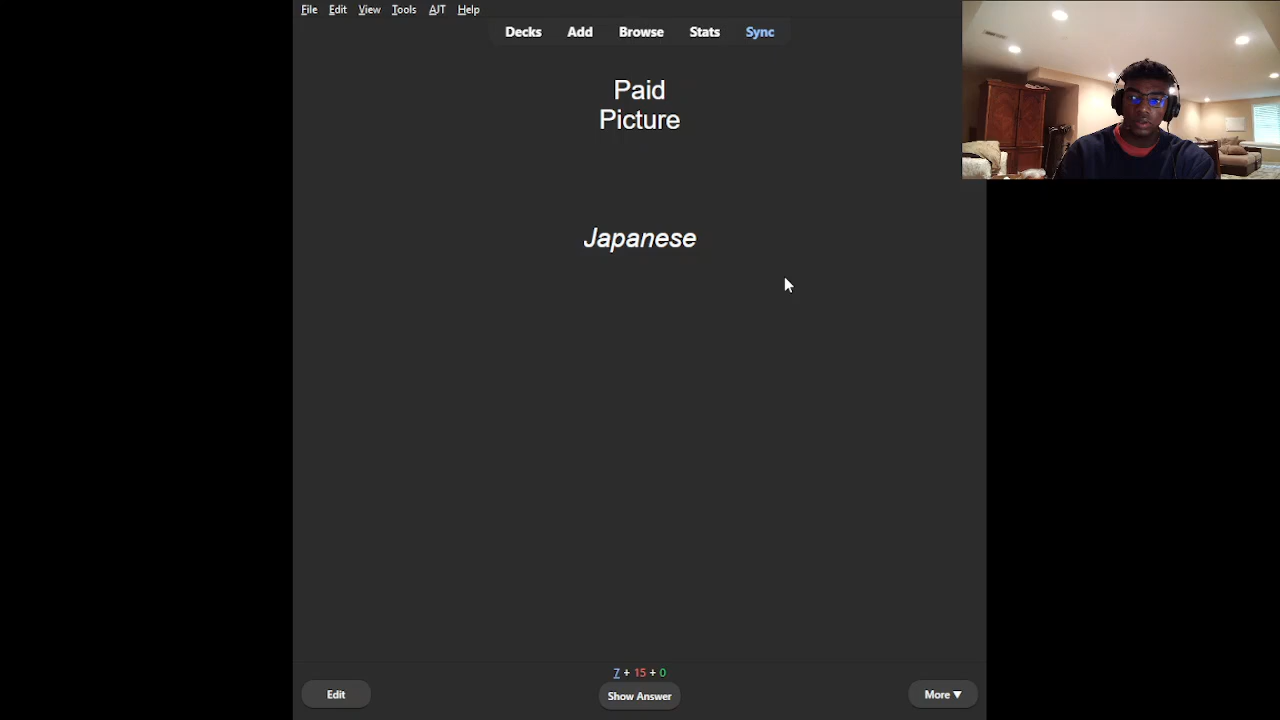 File Edit View Tools AJT Help
Decks Add Browse Stats Sync
Paid
Picture
Japanese
7 + 15 + 0
Edit Show Answer More ▼